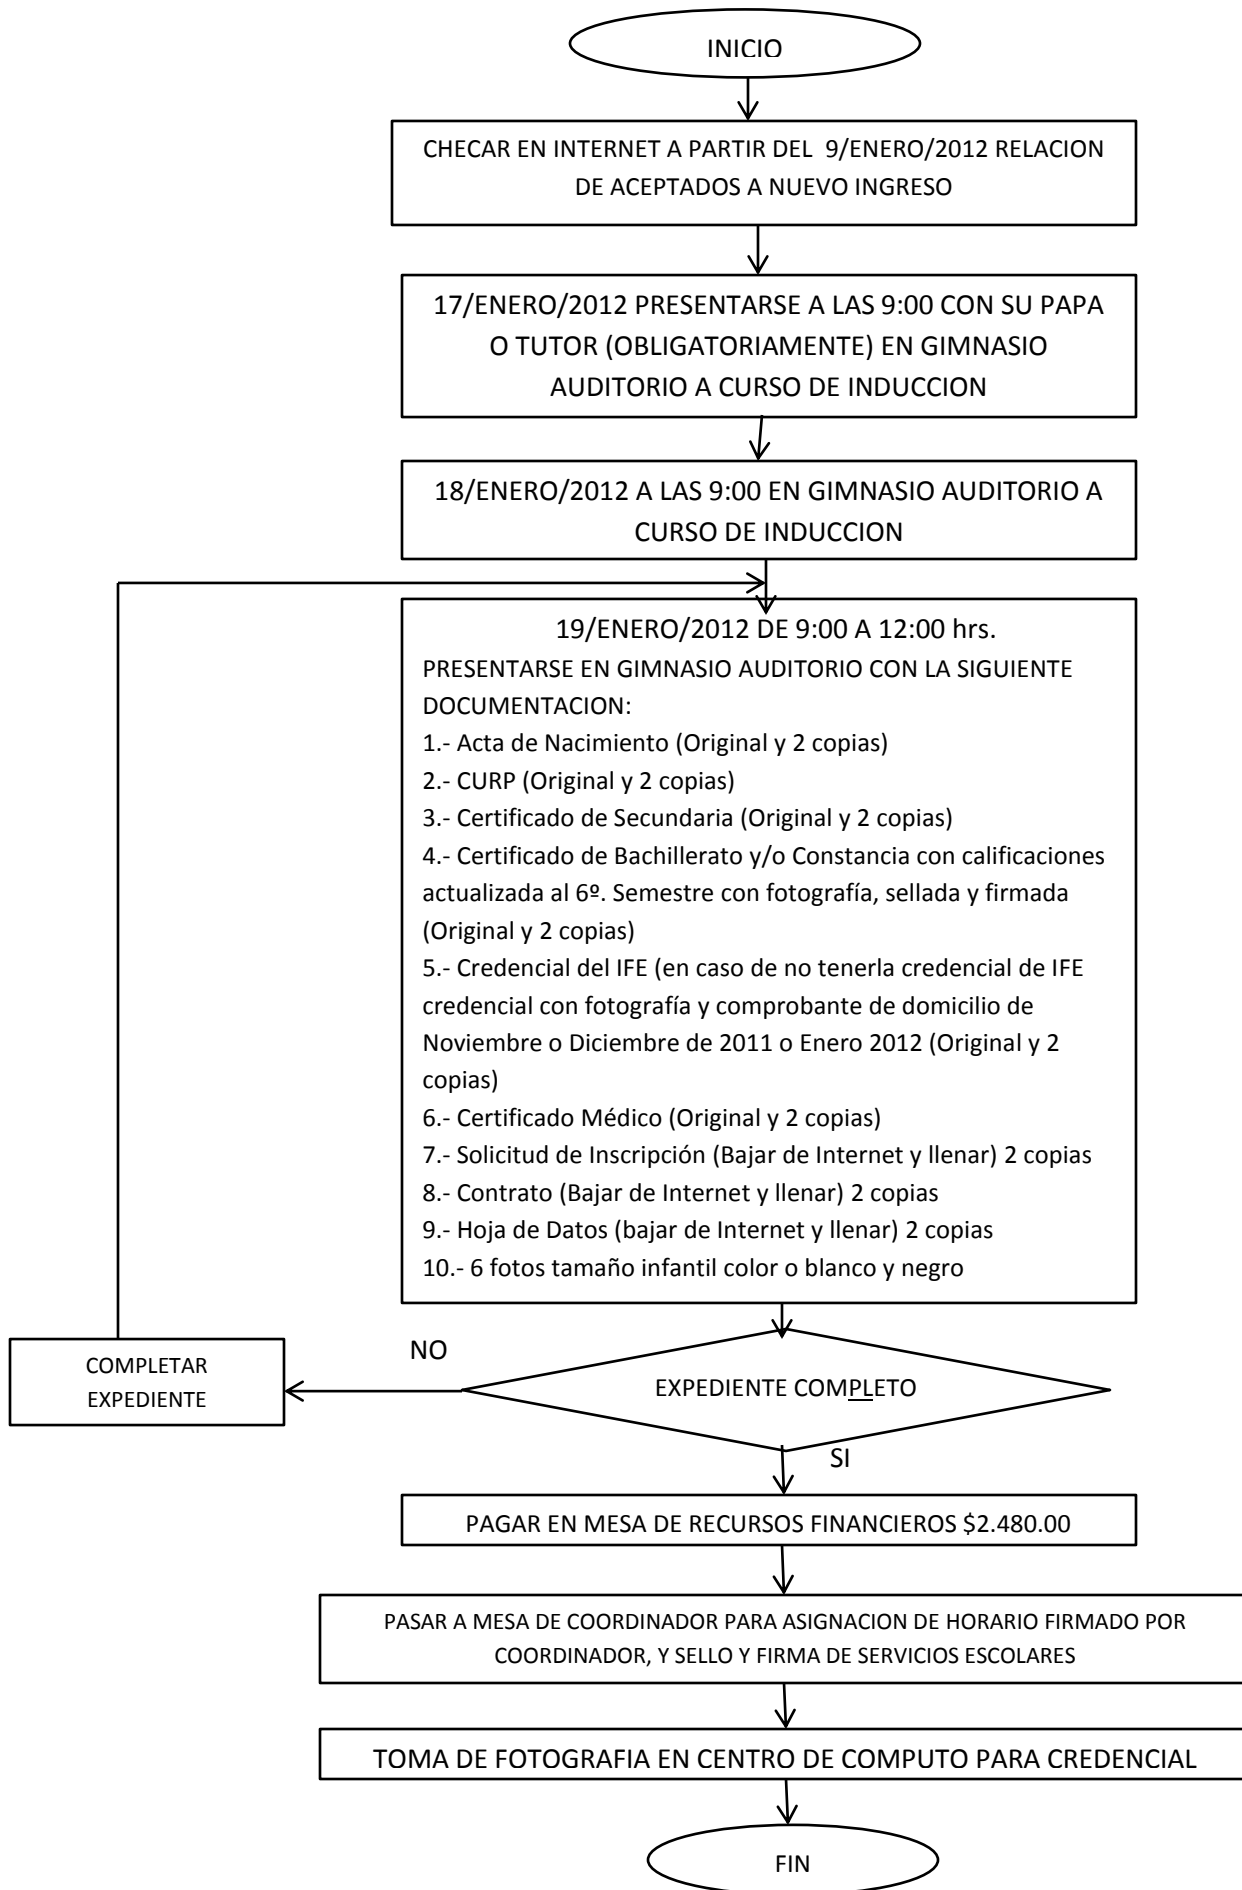 INICIO
CHECAR EN INTERNET A PARTIR DEL 9/ENERO/2012 RELACION
DE ACEPTADOS A NUEVO INGRESO
17/ENERO/2012 PRESENTARSE A LAS 9:00 CON SU PAPA
O TUTOR (OBLIGATORIAMENTE) EN GIMNASIO
AUDITORIO A CURSO DE INDUCCION
18/ENERO/2012 A LAS 9:00 EN GIMNASIO AUDITORIO A
CURSO DE INDUCCION
19/ENERO/2012 DE 9:00 A 12:00 hrs.
PRESENTARSE EN GIMNASIO AUDITORIO CON LA SIGUIENTE
DOCUMENTACION:
1.- Acta de Nacimiento (Original y 2 copias)
2.- CURP (Original y 2 copias)
3.- Certificado de Secundaria (Original y 2 copias)
4.- Certificado de Bachillerato y/o Constancia con calificaciones
actualizada al 6º. Semestre con fotografía, sellada y firmada
(Original y 2 copias)
5.- Credencial del IFE (en caso de no tenerla credencial de IFE
credencial con fotografía y comprobante de domicilio de
Noviembre o Diciembre de 2011 o Enero 2012 (Original y 2
copias)
6.- Certificado Médico (Original y 2 copias)
7.- Solicitud de Inscripción (Bajar de Internet y llenar) 2 copias
8.- Contrato (Bajar de Internet y llenar) 2 copias
9.- Hoja de Datos (bajar de Internet y llenar) 2 copias
10.- 6 fotos tamaño infantil color o blanco y negro
NO
COMPLETAR
EXPEDIENTE
EXPEDIENTE COMPLETO
SI
PAGAR EN MESA DE RECURSOS FINANCIEROS $2.480.00
PASAR A MESA DE COORDINADOR PARA ASIGNACION DE HORARIO FIRMADO POR
COORDINADOR, Y SELLO Y FIRMA DE SERVICIOS ESCOLARES
TOMA DE FOTOGRAFIA EN CENTRO DE COMPUTO PARA CREDENCIAL
FIN